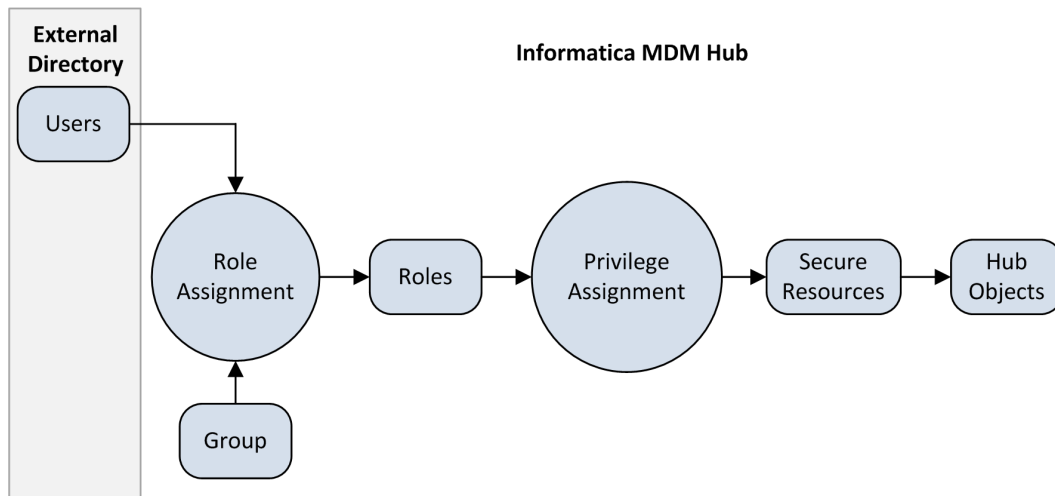 External
Directory
Informatica MDM Hub
Users
Role
Assignment
Roles
Privilege
Assignment
Secure
Resources
Hub
Objects
Group